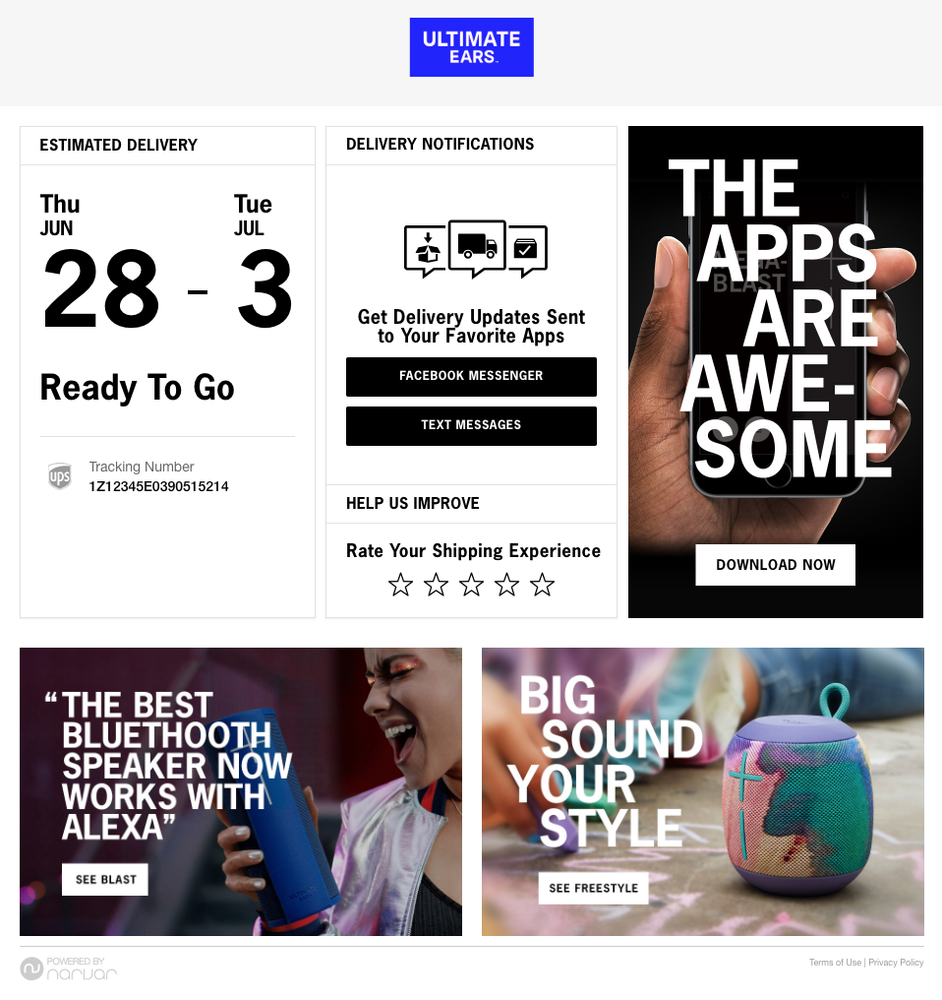 ULTIMATE
EARS™
ESTIMATED DELIVERY
Thu
JUN
28
-
Tue
JUL
3
Ready To Go
ups
Tracking Number
1Z12345E0390515214
DELIVERY NOTIFICATIONS
Get Delivery Updates Sent
to Your Favorite Apps
FACEBOOK MESSENGER
TEXT MESSAGES
HELP US IMPROVE
Rate Your Shipping Experience
THE
APPS
ARE
AWE-
SOME
DOWNLOAD NOW
“THE BEST
BLUETHOOTH
SPEAKER NOW
WORKS WITH
ALEXA”
SEE BLAST
BIG
SOUND
YOUR
STYLE
SEE FREESTYLE
POWERED BY
narvar
Terms of Use | Privacy Policy